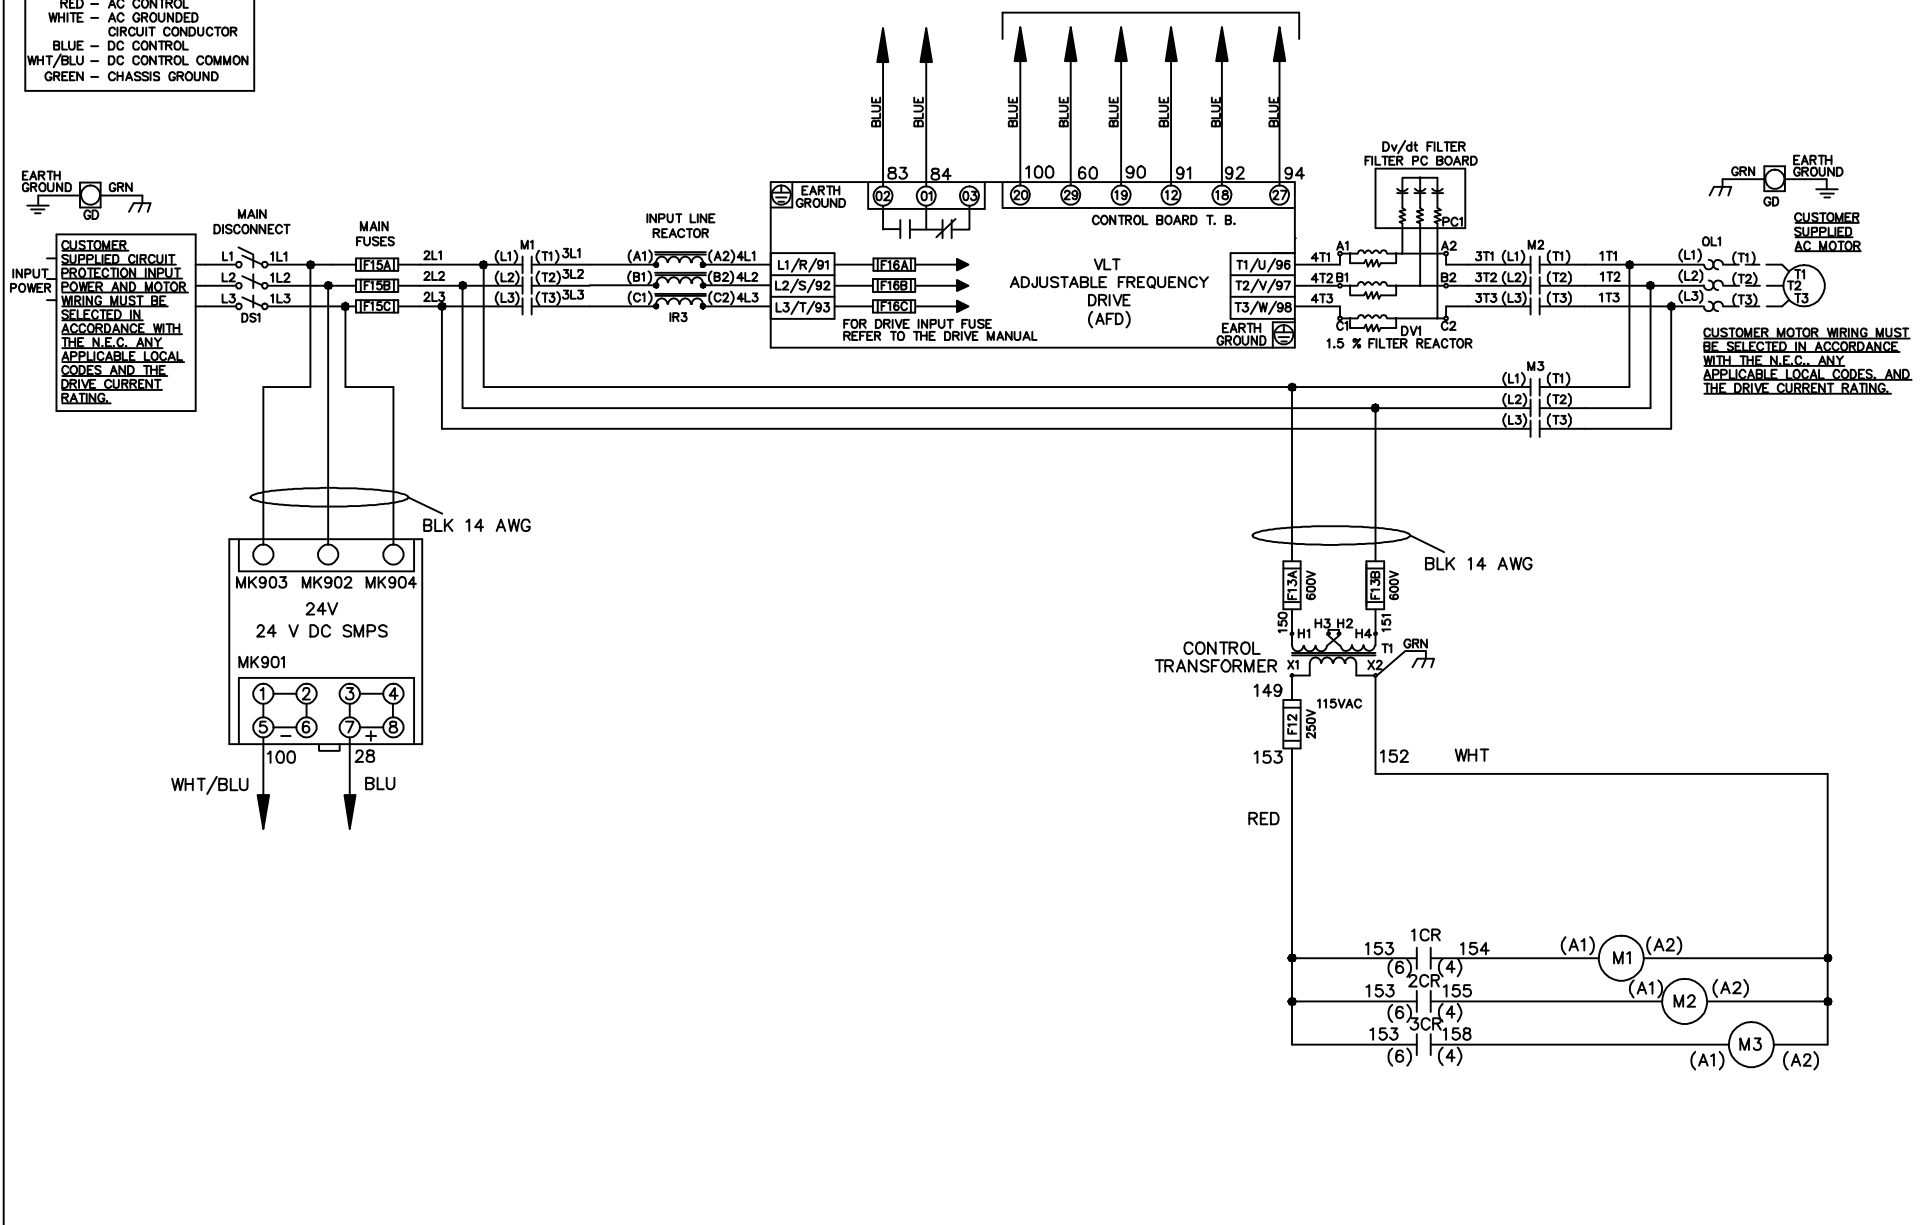 RED – AC CONTROL
WHITE – AC GROUNDED
CIRCUIT CONDUCTOR
BLUE – DC CONTROL
WHT/BLU – DC CONTROL COMMON
GREEN – CHASSIS GROUND
BLUE
BLUE
BLUE
BLUE
BLUE
BLUE
BLUE
BLUE
83 84 100 60 90 91 92 94
02 01 03 20 29 19 12 18 27
EARTH
GROUND
CONTROL BOARD T. B.
EARTH
GROUND
GRN
GD
CUSTOMER
SUPPLIED CIRCUIT
PROTECTION INPUT
POWER AND MOTOR
WIRING MUST BE
SELECTED IN
ACCORDANCE WITH
THE N.E.C. ANY
APPLICABLE LOCAL
CODES AND THE
DRIVE CURRENT
RATING.
INPUT
POWER
MAIN
DISCONNECT
L1 1L1
L2 1L2
L3 1L3
DS1
MAIN
FUSES
F15A
F15B
F15C
2L1
2L2
2L3
M1
(L1) (T1) 3L1
(L2) (T2) 3L2
(L3) (T3) 3L3
INPUT LINE
REACTOR
(A1) (A2) 4L1
(B1) (B2) 4L2
(C1) (C2) 4L3
IR3
L1/R/91
L2/S/92
L3/T/93
F16A
F16B
F16C
FOR DRIVE INPUT FUSE
REFER TO THE DRIVE MANUAL
VLT
ADJUSTABLE FREQUENCY
DRIVE
(AFD)
T1/U/96
T2/V/97
T3/W/98
EARTH
GROUND
Dv/dt FILTER
FILTER PC BOARD
PC1
4T1 A1 A2
4T2 B1 B2
4T3
C1 DV1 C2
1.5 % FILTER REACTOR
M2
3T1 (L1) (T1) 1T1
3T2 (L2) (T2) 1T2
3T3 (L3) (T3) 1T3
OL1
(L1) (T1)
(L2) (T2)
(L3) (T3)
T1
T2
T3
GRN
GD
EARTH
GROUND
CUSTOMER
SUPPLIED
AC MOTOR
CUSTOMER MOTOR WIRING MUST
BE SELECTED IN ACCORDANCE
WITH THE N.E.C., ANY
APPLICABLE LOCAL CODES, AND
THE DRIVE CURRENT RATING.
M3
(L1) (T1)
(L2) (T2)
(L3) (T3)
BLK 14 AWG
MK903 MK902 MK904
24V
24 V DC SMPS
MK901
1 2 3 4
5 – 6 7 + 8
100 28
WHT/BLU BLU
BLK 14 AWG
F13A
600V
F13B
600V
150
151
H1 H3 H2 H4
T1
GRN
CONTROL
TRANSFORMER
X1 X2
149
115VAC
F12
250V
153
152 WHT
RED
1CR
153 154 (A1) M1 (A2)
(6) (4)
2CR
153 155 (A1) M2 (A2)
(6) (4)
3CR
153 158 M3
(6) (4) (A1) (A2)